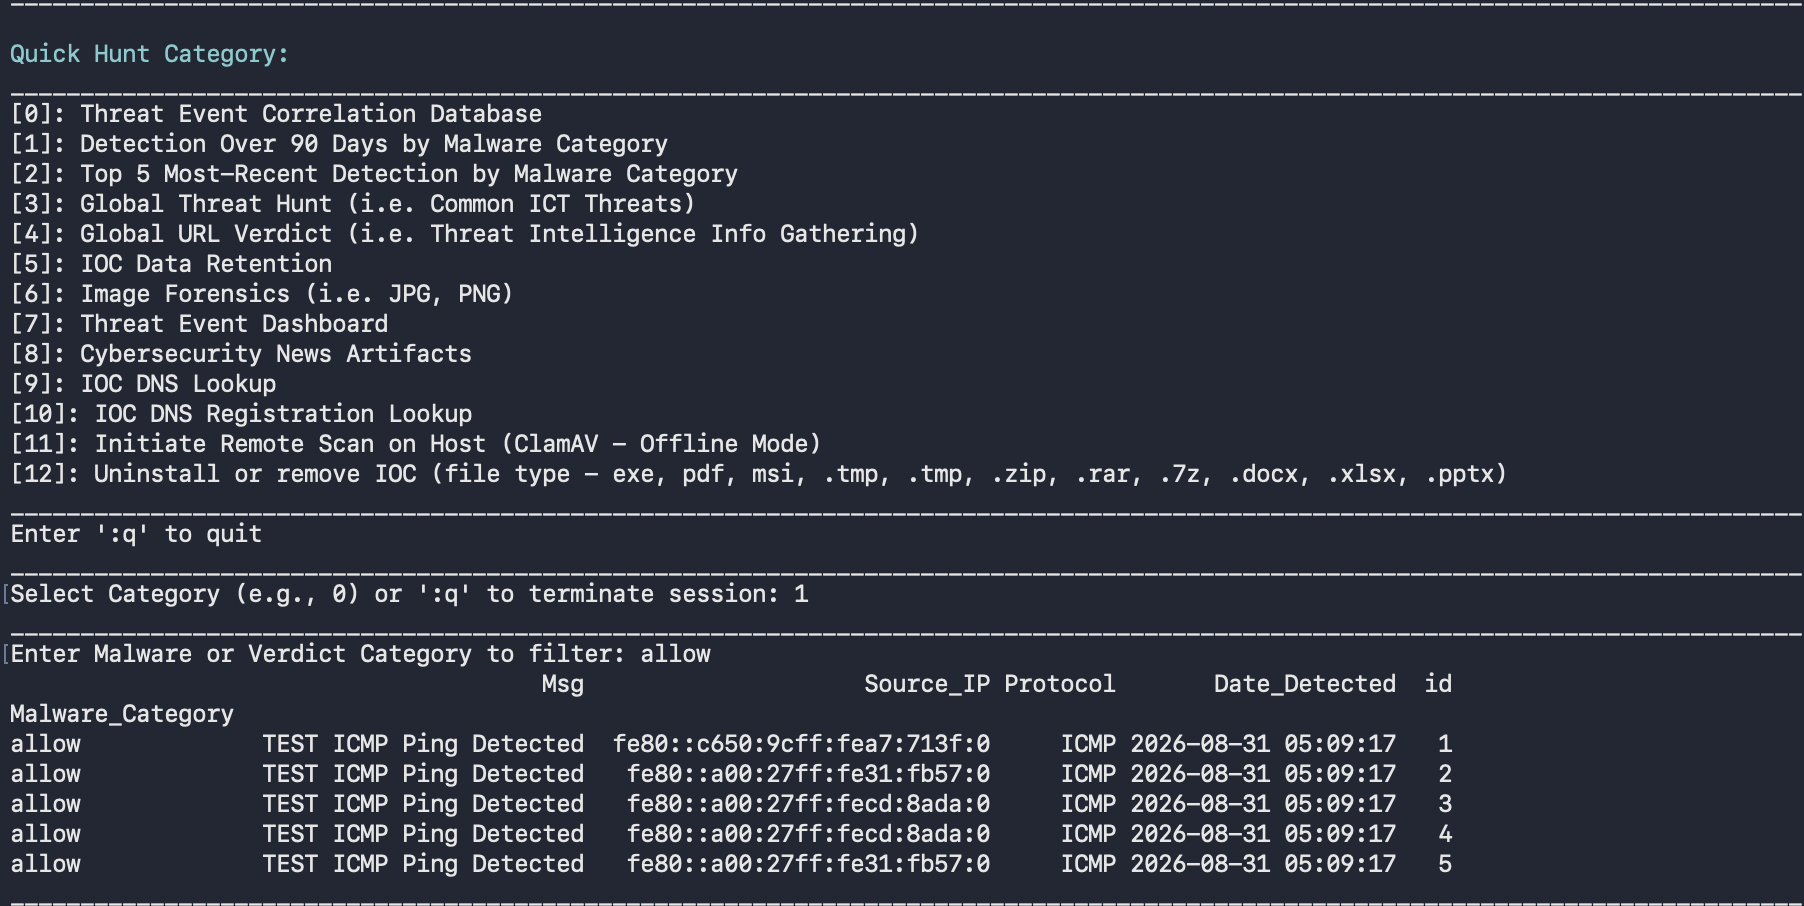 Quick Hunt Category:
[0]: Threat Event Correlation Database
[1]: Detection Over 90 Days by Malware Category
[2]: Top 5 Most-Recent Detection by Malware Category
[3]: Global Threat Hunt (i.e. Common ICT Threats)
[4]: Global URL Verdict (i.e. Threat Intelligence Info Gathering)
[5]: IOC Data Retention
[6]: Image Forensics (i.e. JPG, PNG)
[7]: Threat Event Dashboard
[8]: Cybersecurity News Artifacts
[9]: IOC DNS Lookup
[10]: IOC DNS Registration Lookup
[11]: Initiate Remote Scan on Host (ClamAV - Offline Mode)
[12]: Uninstall or remove IOC (file type - exe, pdf, msi, .tmp, .tmp, .zip, .rar, .7z, .docx, .xlsx, .pptx)
Enter ':q' to quit
Select Category (e.g., 0) or ':q' to terminate session: 1
Enter Malware or Verdict Category to filter: allow
Msg Source_IP Protocol Date_Detected id
Malware_Category
allow TEST ICMP Ping Detected fe80::c650:9cff:fea7:713f:0 ICMP 2026-08-31 05:09:17 1
allow TEST ICMP Ping Detected fe80::a00:27ff:fe31:fb57:0 ICMP 2026-08-31 05:09:17 2
allow TEST ICMP Ping Detected fe80::a00:27ff:fecd:8ada:0 ICMP 2026-08-31 05:09:17 3
allow TEST ICMP Ping Detected fe80::a00:27ff:fecd:8ada:0 ICMP 2026-08-31 05:09:17 4
allow TEST ICMP Ping Detected fe80::a00:27ff:fe31:fb57:0 ICMP 2026-08-31 05:09:17 5